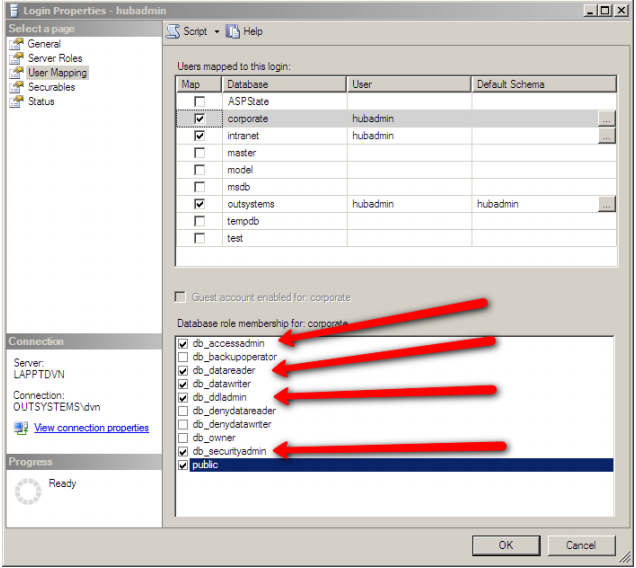 Login Properties - hubadmin
Select a page
General
Server Roles
User Mapping
Securables
Status
Script Help
Users mapped to this login:
Map Database User Default Schema
ASPState
corporate hubadmin ...
intranet hubadmin ...
master
model
msdb
outsystems hubadmin hubadmin ...
tempdb
test
Guest account enabled for: corporate
Database role membership for: corporate
db_accessadmin
db_backupoperator
db_datareader
db_datawriter
db_ddladmin
db_denydatareader
db_denydatawriter
db_owner
db_securityadmin
public
Connection
Server:
LAPPTDVN
Connection:
OUTSYSTEMS\dvn
View connection properties
Progress
Ready
OK Cancel